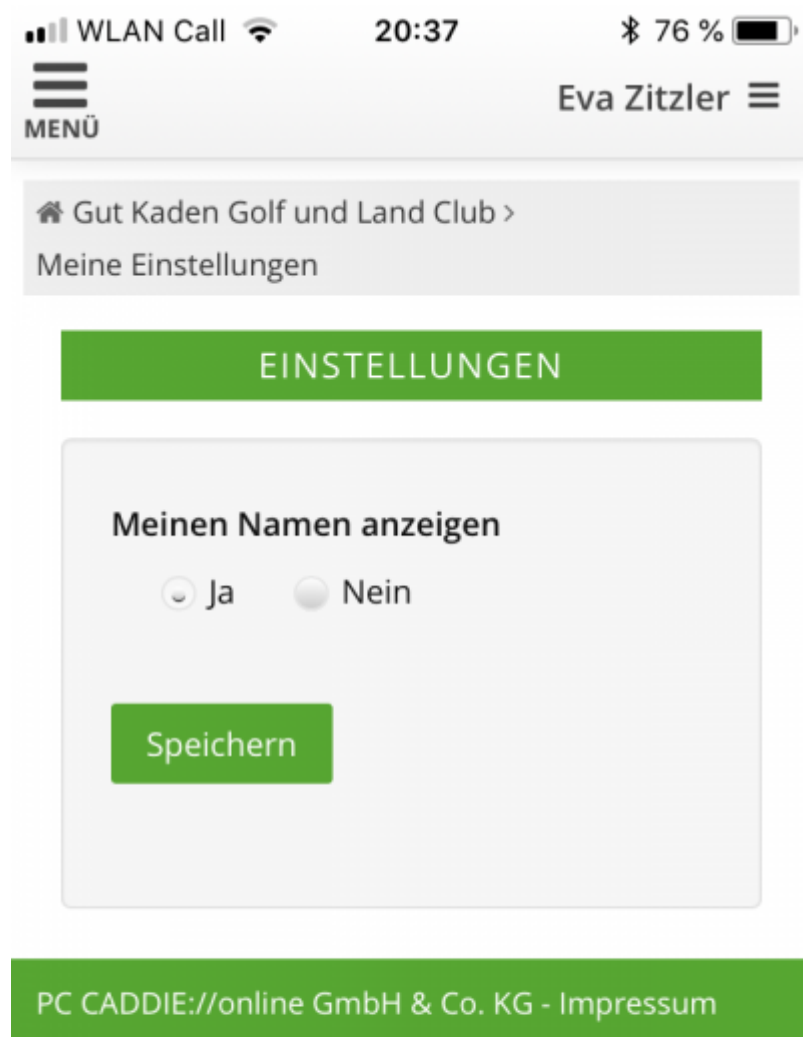 WLAN Call 20:37 76 %
MENÜ
Eva Zitzler
Gut Kaden Golf und Land Club >
Meine Einstellungen
EINSTELLUNGEN
Meinen Namen anzeigen
Ja Nein
Speichern
PC CADDIE://online GmbH & Co. KG - Impressum